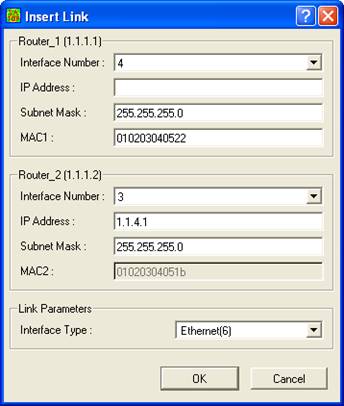 Insert Link
Router_1 (1.1.1.1)
Interface Number : 4
IP Address :
Subnet Mask : 255.255.255.0
MAC1 : 010203040522
Router_2 (1.1.1.2)
Interface Number : 3
IP Address : 1.1.4.1
Subnet Mask : 255.255.255.0
MAC2 : 01020304051b
Link Parameters
Interface Type : Ethernet(6)
OK Cancel